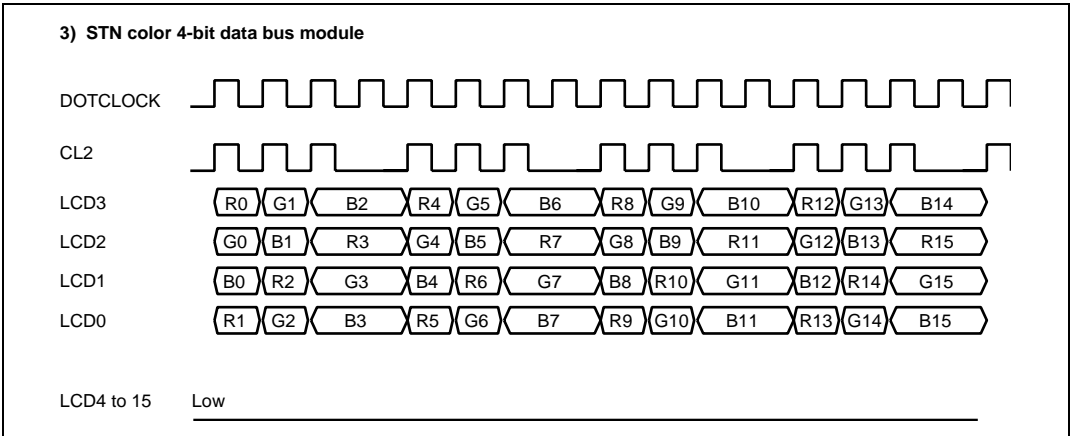 3) STN color 4-bit data bus module
DOTCLOCK
CL2
LCD3 R0 G1 B2 R4 G5 B6 R8 G9 B10 R12 G13 B14
LCD2 G0 B1 R3 G4 B5 R7 G8 B9 R11 G12 B13 R15
LCD1 B0 R2 G3 B4 R6 G7 B8 R10 G11 B12 R14 G15
LCD0 R1 G2 B3 R5 G6 B7 R9 G10 B11 R13 G14 B15
LCD4 to 15 Low